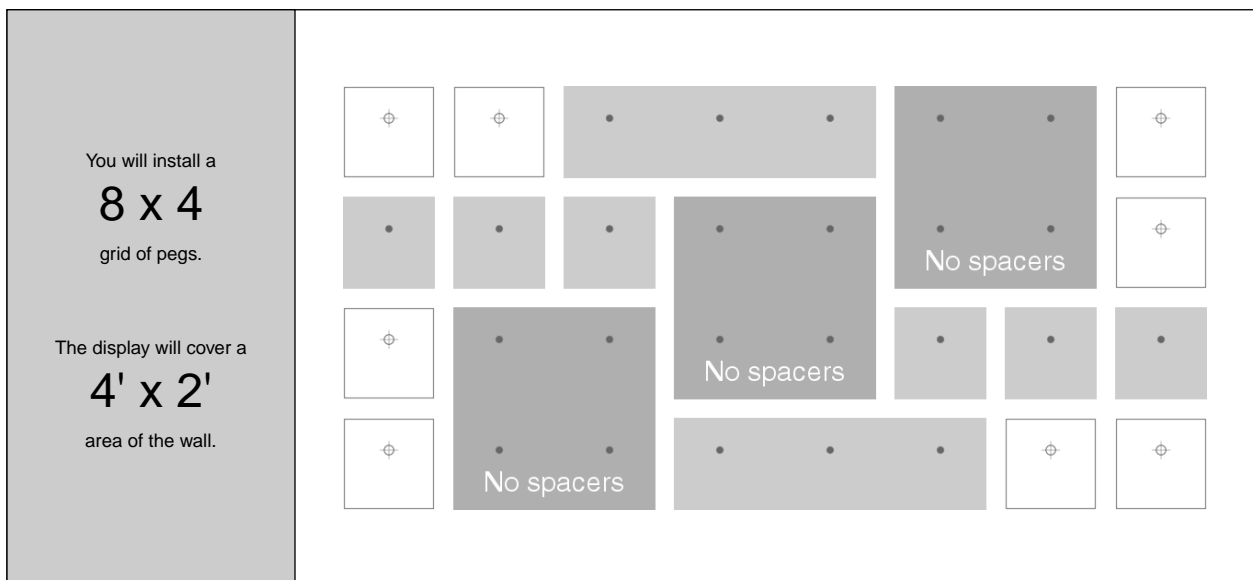 You will install a
8 x 4
grid of pegs.
The display will cover a
4' x 2'
area of the wall.
No spacers
No spacers
No spacers